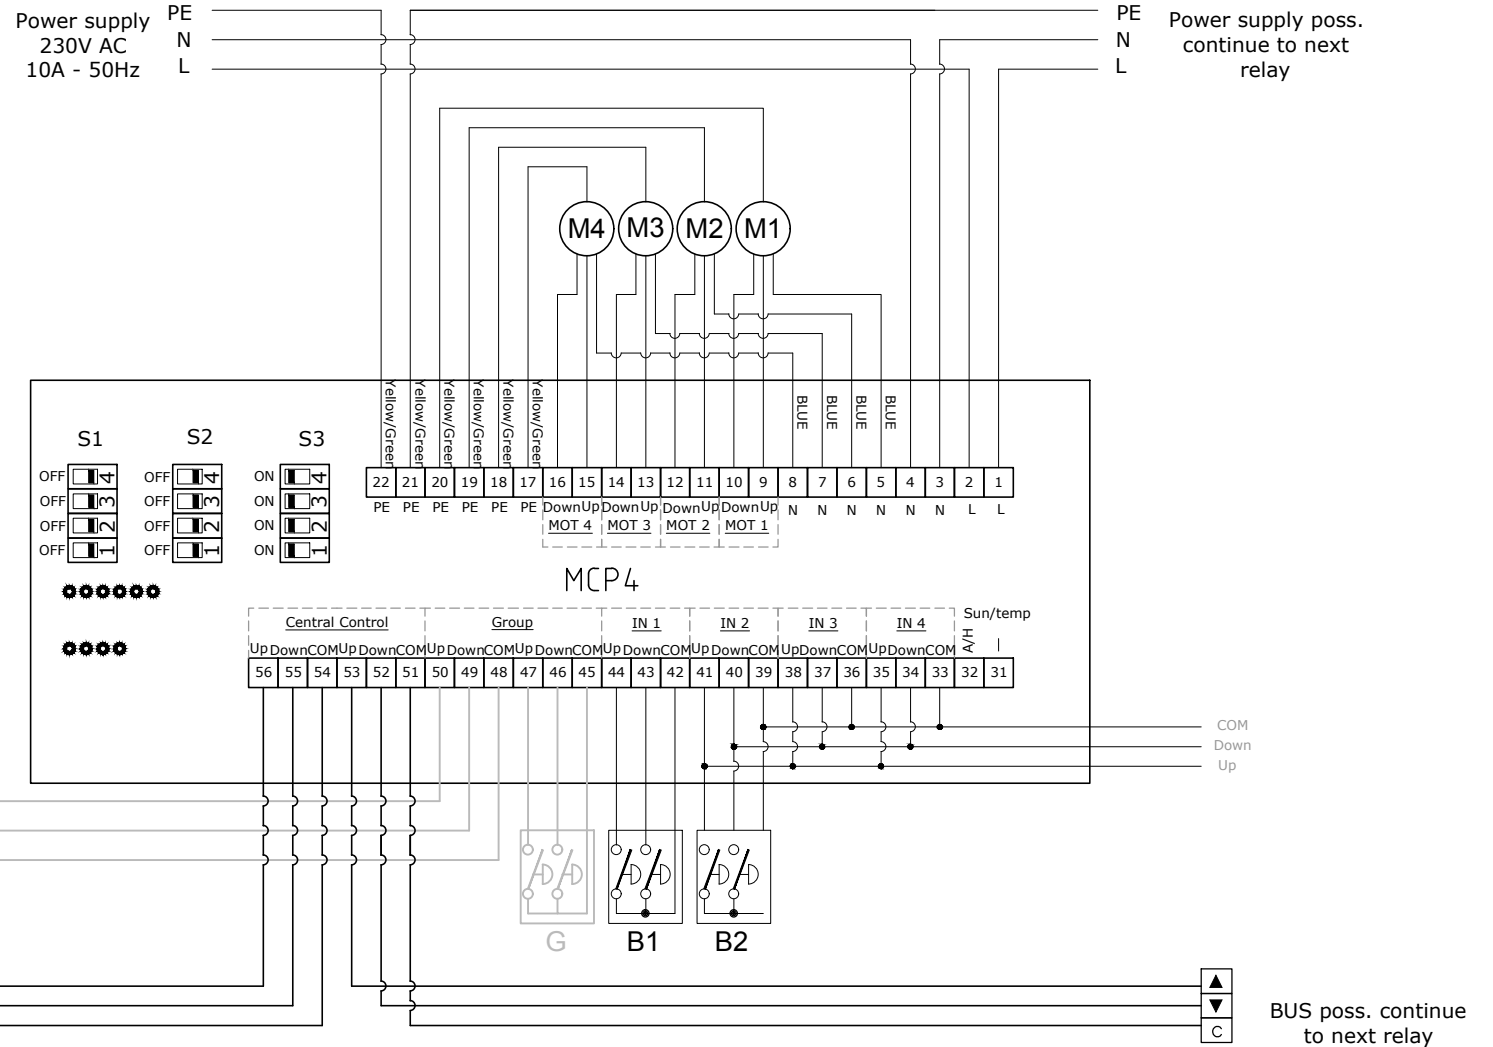 Power supply
230V AC
10A - 50Hz
PE
N
L
PE
N
L
Power supply poss.
continue to next
relay
M4 M3 M2 M1
Yellow/Green Yellow/Green Yellow/Green Yellow/Green Yellow/Green Yellow/Green BLUE BLUE BLUE BLUE
S1 S2 S3
OFF 4 OFF 4 ON 4
OFF 3 OFF 3 ON 3
OFF 2 OFF 2 ON 2
OFF 1 OFF 1 ON 1
22 21 20 19 18 17 16 15 14 13 12 11 10 9 8 7 6 5 4 3 2 1
PE PE PE PE PE PE Down Up Down Up Down Up Down Up N N N N N N L L
MOT 4 MOT 3 MOT 2 MOT 1
MCP4
Central Control Group IN 1 IN 2 IN 3 IN 4 Sun/temp
Up Down COM Up Down COM Up Down COM Up Down COM Up Down COM Up Down COM Up Down COM Up Down COM A/H —
56 55 54 53 52 51 50 49 48 47 46 45 44 43 42 41 40 39 38 37 36 35 34 33 32 31
COM
Down
Up
G B1 B2
▲
▼
C
BUS poss. continue
to next relay